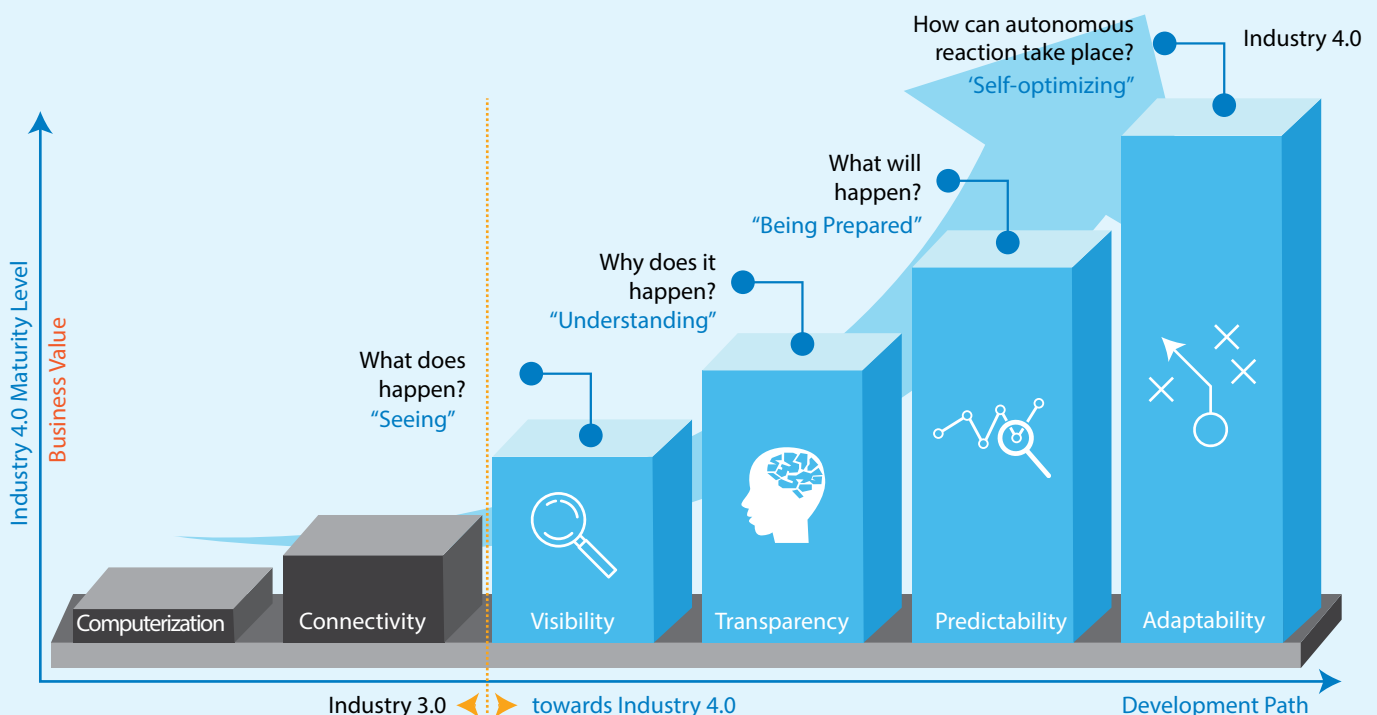 How can autonomous
reaction take place?
'Self-optimizing”
Industry 4.0
What will
happen?
“Being Prepared”
Why does it
happen?
“Understanding”
What does
happen?
“Seeing”
Industry 4.0 Maturity Level
Business Value
Computerization
Connectivity
Visibility
Transparency
Predictability
Adaptability
Industry 3.0
towards Industry 4.0
Development Path